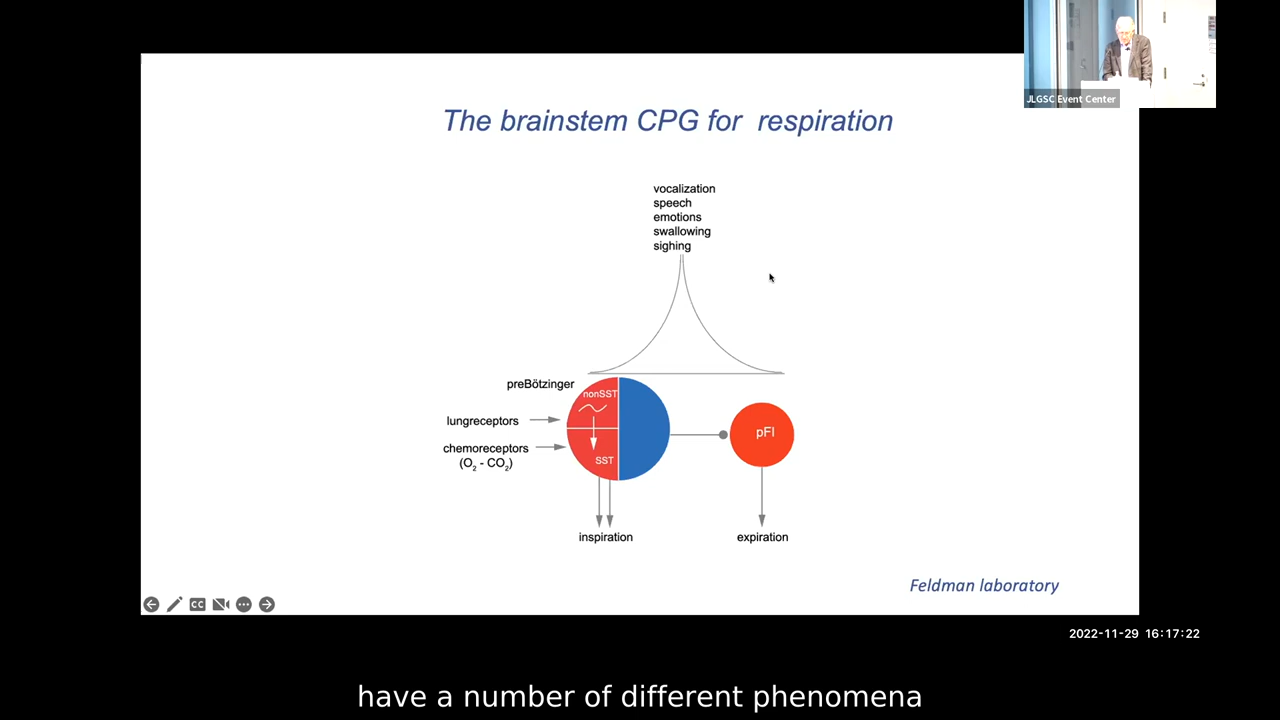 JLGSC Event Center
The brainstem CPG for respiration
vocalization
speech
emotions
swallowing
sighing
preBötzinger
nonSST
lungreceptors
chemoreceptors
(O2 - CO2)
SST
pFl
inspiration
expiration
Feldman laboratory
CC
2022-11-29 16:17:22
have a number of different phenomena